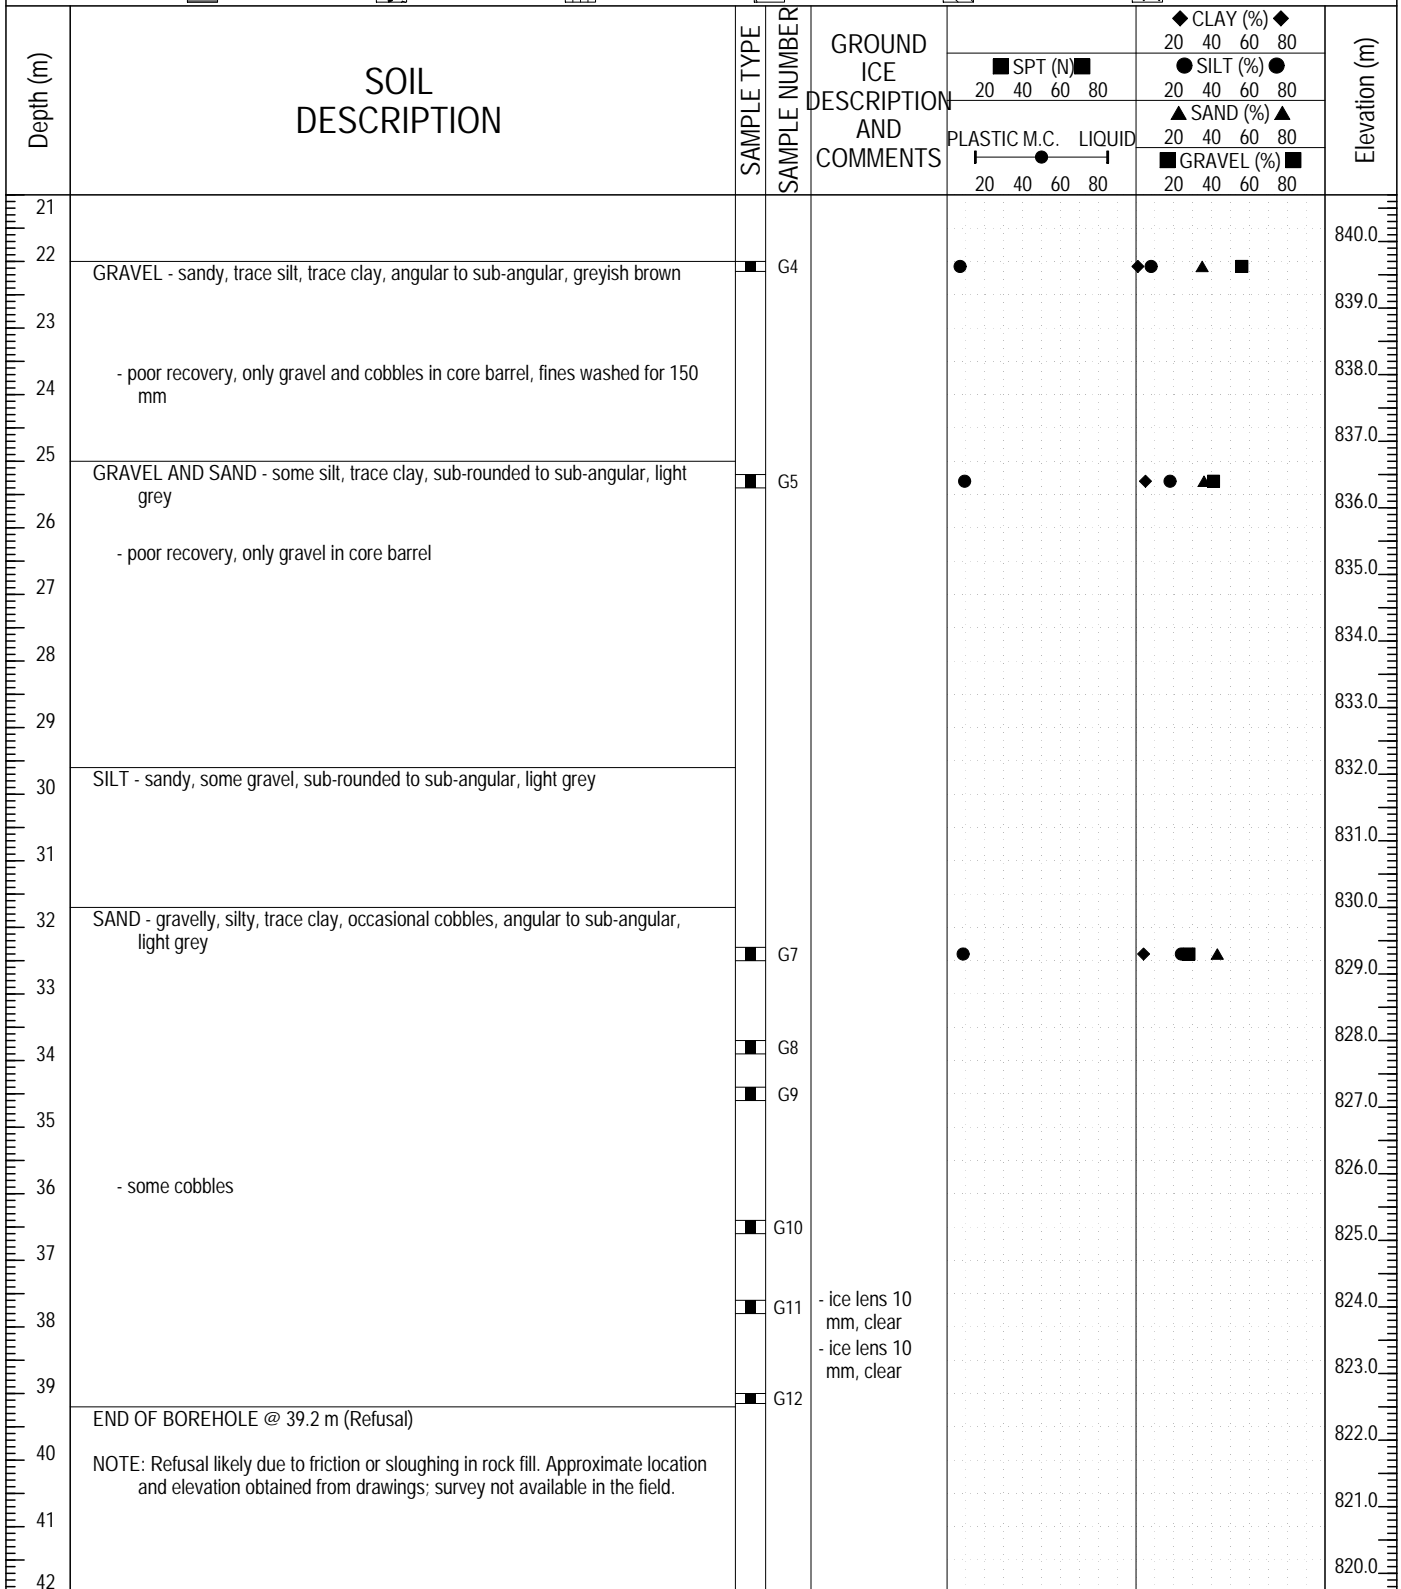 Depth (m)
SOIL
DESCRIPTION
SAMPLE TYPE
SAMPLE NUMBER
GROUND
ICE
DESCRIPTION
AND
COMMENTS
SPT (N)
20 40 60 80
PLASTIC M.C. LIQUID
20 40 60 80
CLAY (%)
20 40 60 80
SILT (%)
20 40 60 80
SAND (%)
20 40 60 80
GRAVEL (%)
20 40 60 80
Elevation (m)
21
840.0
22
GRAVEL - sandy, trace silt, trace clay, angular to sub-angular, greyish brown
G4
839.0
23
- poor recovery, only gravel and cobbles in core barrel, fines washed for 150
mm
838.0
24
837.0
25
GRAVEL AND SAND - some silt, trace clay, sub-rounded to sub-angular, light
grey
G5
836.0
26
- poor recovery, only gravel in core barrel
835.0
27
834.0
28
833.0
29
832.0
SILT - sandy, some gravel, sub-rounded to sub-angular, light grey
30
831.0
31
830.0
32
SAND - gravelly, silty, trace clay, occasional cobbles, angular to sub-angular,
light grey
G7
829.0
33
828.0
G8
34
G9
827.0
35
826.0
36
- some cobbles
G10
825.0
37
G11
- ice lens 10
mm, clear
824.0
38
- ice lens 10
mm, clear
823.0
39
G12
END OF BOREHOLE @ 39.2 m (Refusal)
822.0
40
NOTE: Refusal likely due to friction or sloughing in rock fill. Approximate location
and elevation obtained from drawings; survey not available in the field.
821.0
41
820.0
42